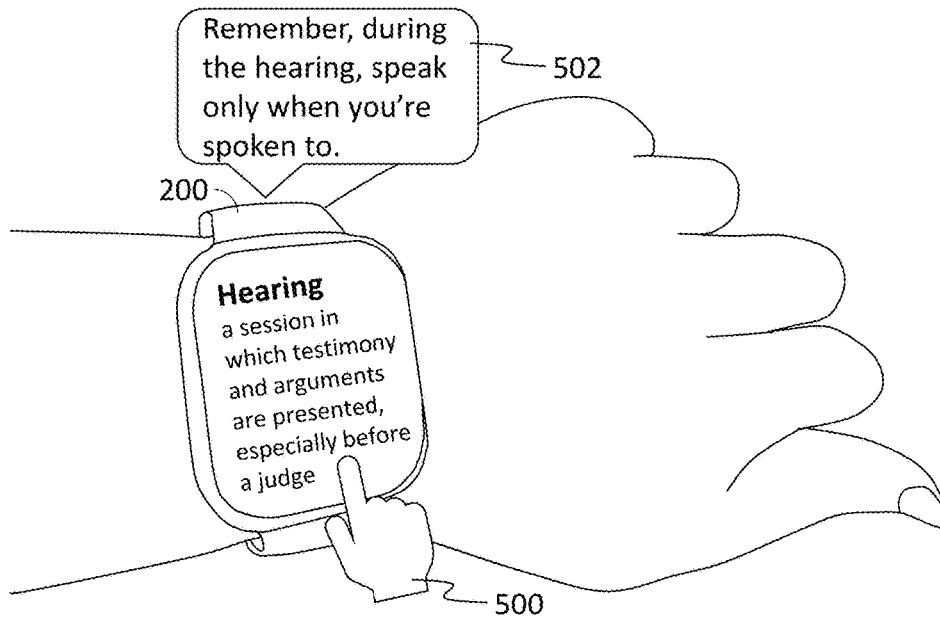 Remember, during
the hearing, speak
only when you're
spoken to.
502
200
Hearing
a session in
which testimony
and arguments
are presented,
especially before
a judge
500